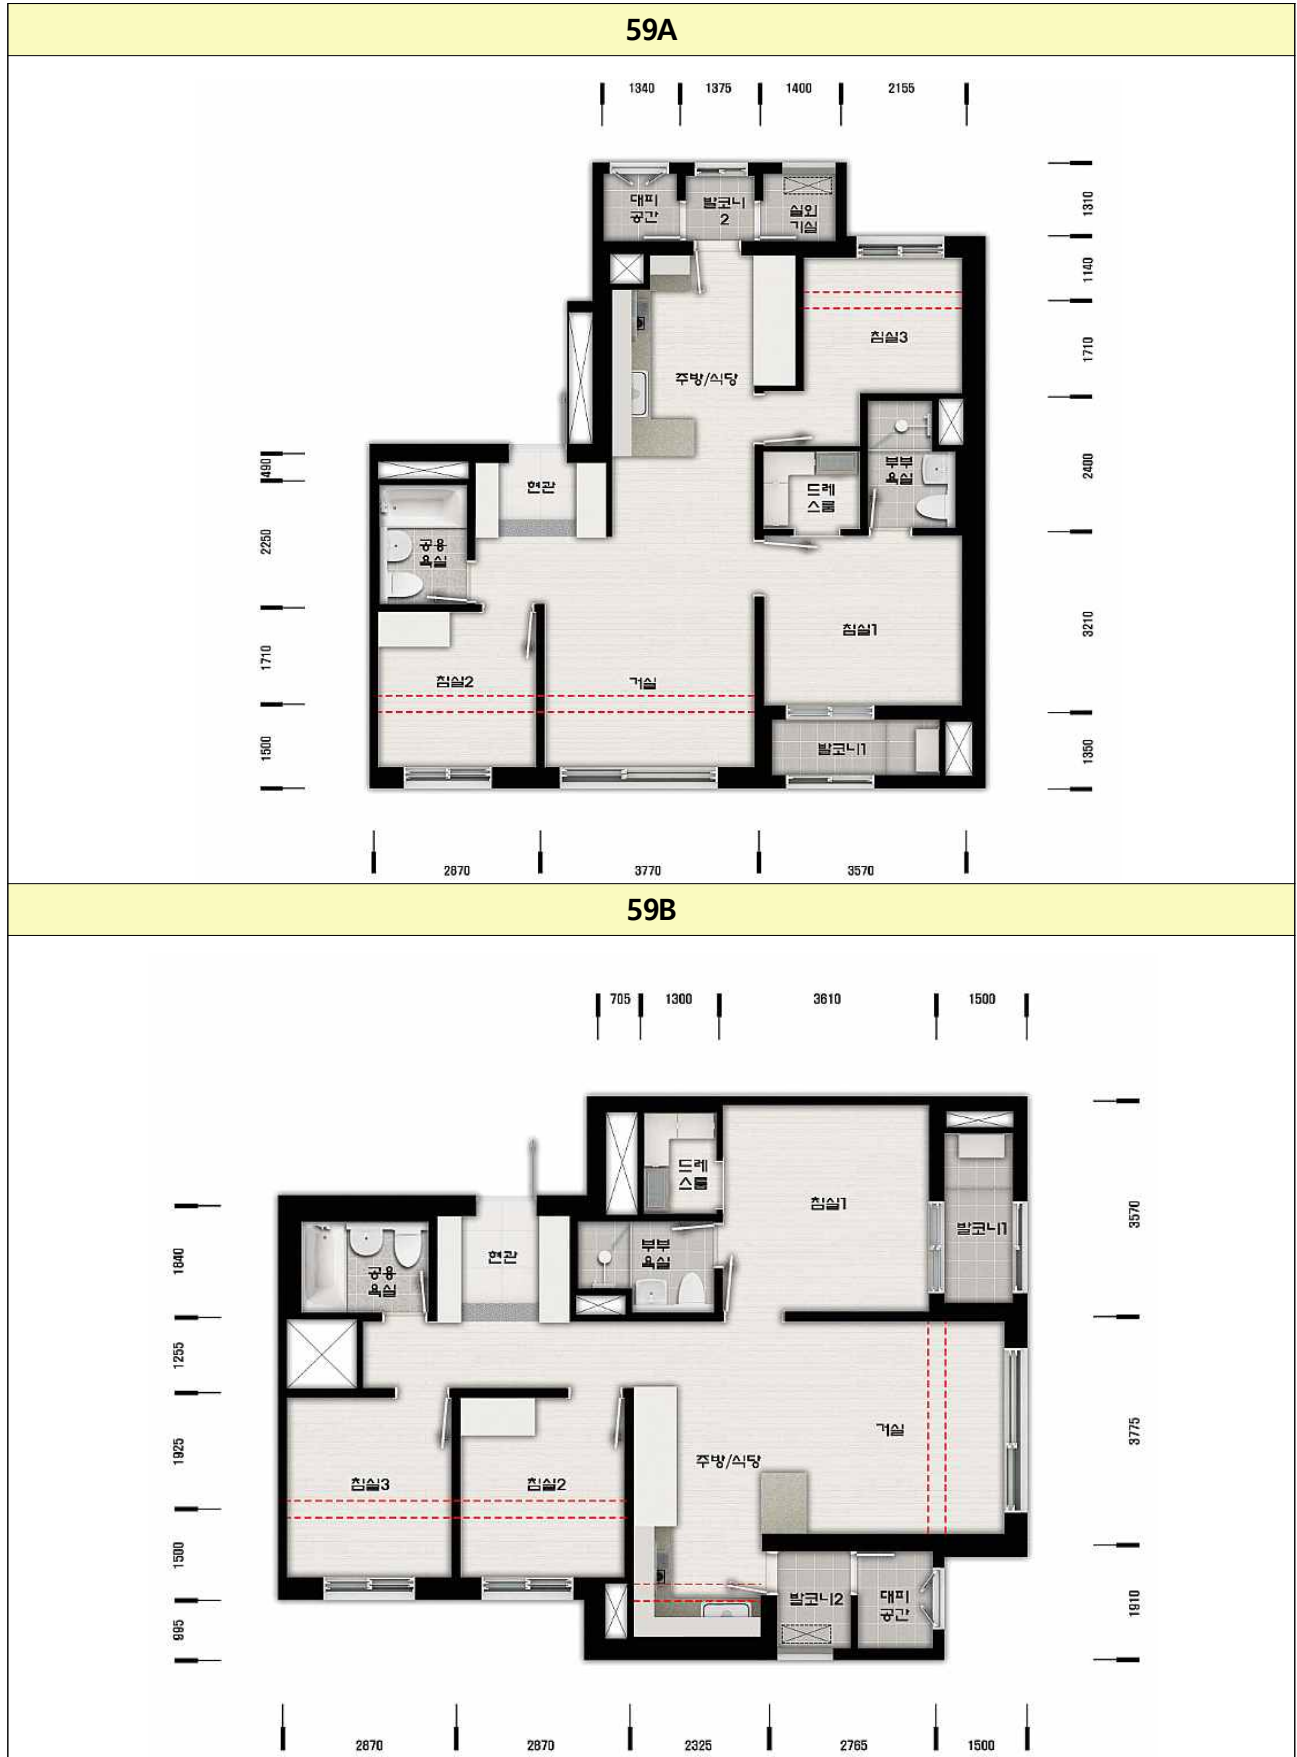 59A
1340 1375 1400 2155
대피
공간
발코니
2
실외
기실
1310
1140
침실3
1710
주방/식당
490
현관
드레
스룸
부부
욕실
2400
2250
공용
욕실
침실1
3210
1710
침실2
거실
1500
발코니1
1350
2870 3770 3570
59B
705 1300 3610 1500
드레
스룸
침실1
발코니1
3570
1840
공용
욕실
현관
부부
욕실
1255
1925
침실3
침실2
주방/식당
거실
3775
1500
995
발코니2
대피
공간
1910
2870 2870 2325 2765 1500